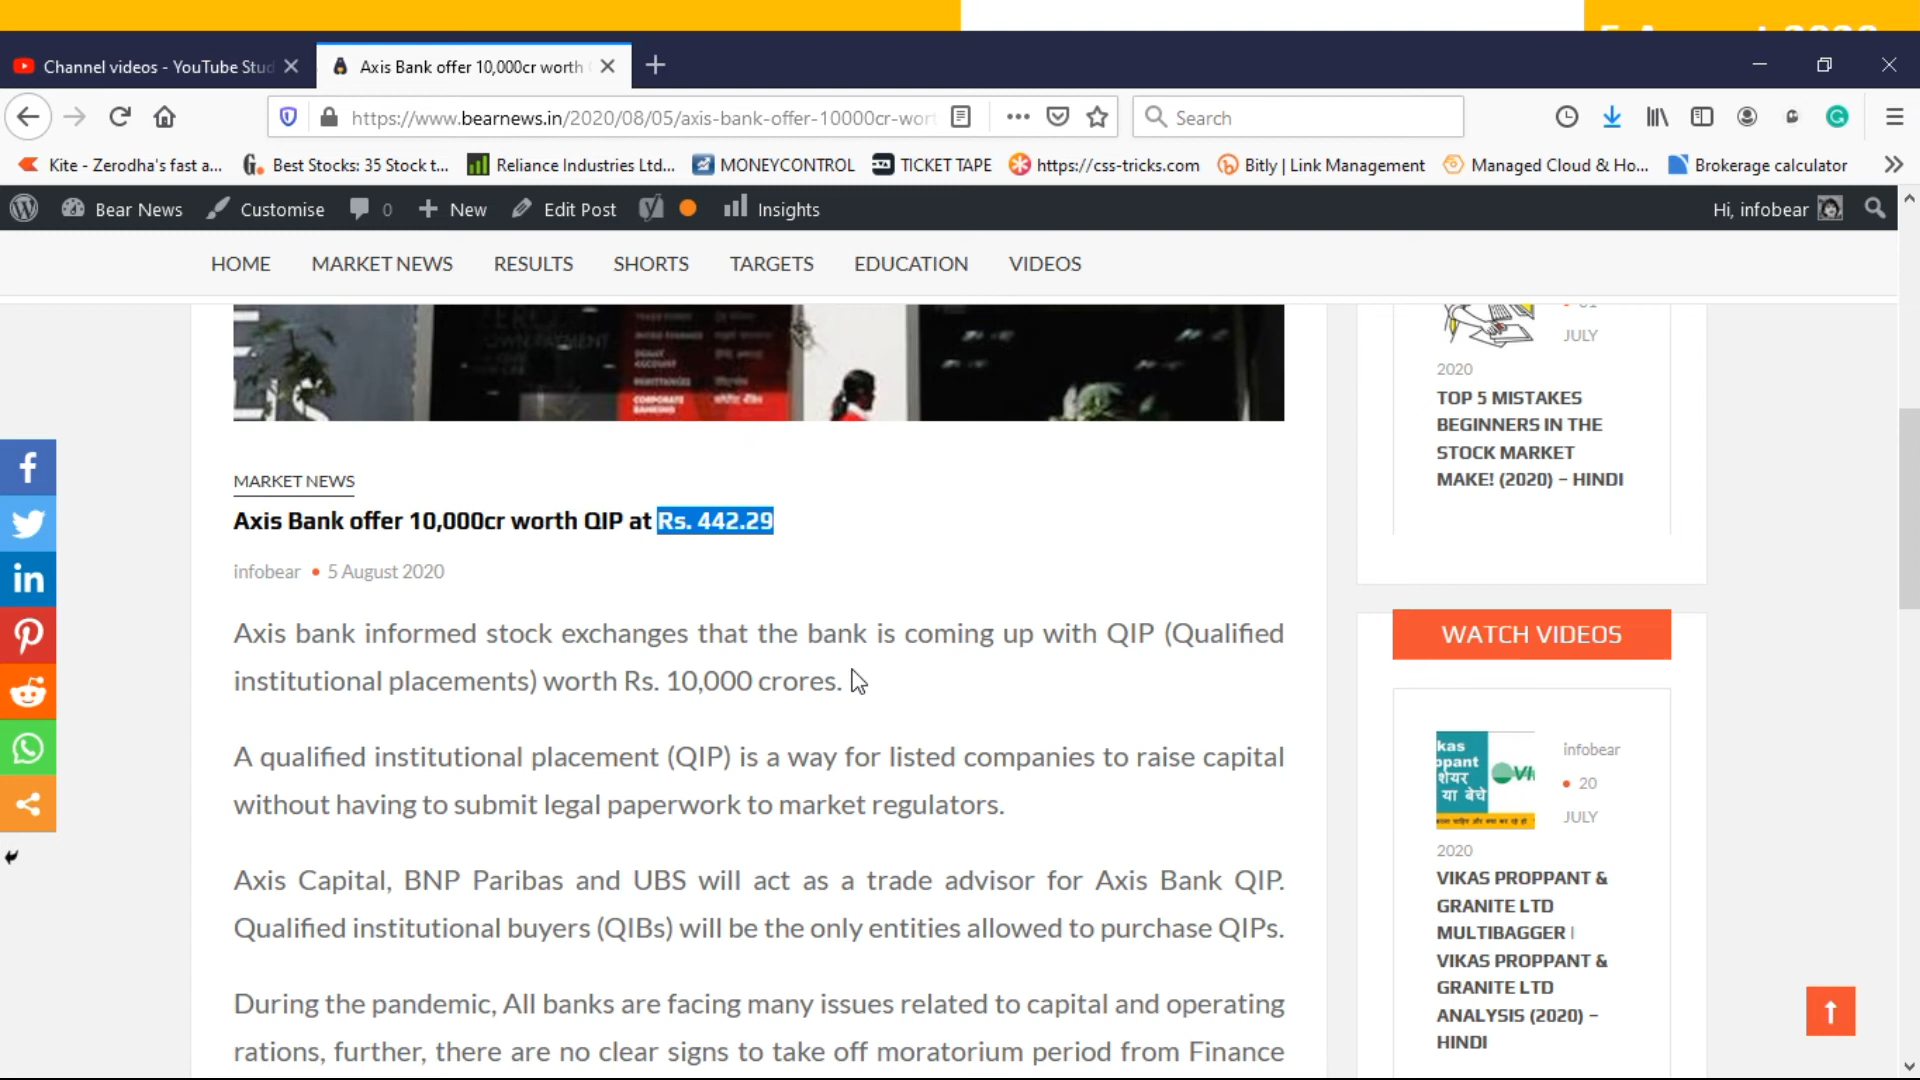 Channel videos - YouTube Stud
Axis Bank offer 10,000cr worth
https://www.bearnews.in/2020/08/05/axis-bank-offer-10000cr-wort
Search
Kite - Zerodha's fast a...
Best Stocks: 35 Stock t...
Reliance Industries Ltd...
MONEYCONTROL
TICKET TAPE
https://css-tricks.com
Bitly | Link Management
Managed Cloud & Ho...
Brokerage calculator
Bear News
Customise
0
New
Edit Post
Insights
Hi, infobear
HOME
MARKET NEWS
RESULTS
SHORTS
TARGETS
EDUCATION
VIDEOS
CORPORATE
BANKING
MARKET NEWS
Axis Bank offer 10,000cr worth QIP at Rs. 442.29
infobear • 5 August 2020
Axis bank informed stock exchanges that the bank is coming up with QIP (Qualified
institutional placements) worth Rs. 10,000 crores.
A qualified institutional placement (QIP) is a way for listed companies to raise capital
without having to submit legal paperwork to market regulators.
Axis Capital, BNP Paribas and UBS will act as a trade advisor for Axis Bank QIP.
Qualified institutional buyers (QIBs) will be the only entities allowed to purchase QIPs.
During the pandemic, All banks are facing many issues related to capital and operating
rations, further, there are no clear signs to take off moratorium period from Finance
JULY
2020
TOP 5 MISTAKES
BEGINNERS IN THE
STOCK MARKET
MAKE! (2020) – HINDI
WATCH VIDEOS
infobear
• 20
JULY
2020
VIKAS PROPPANT &
GRANITE LTD
MULTIBAGGER |
VIKAS PROPPANT &
GRANITE LTD
ANALYSIS (2020) –
HINDI